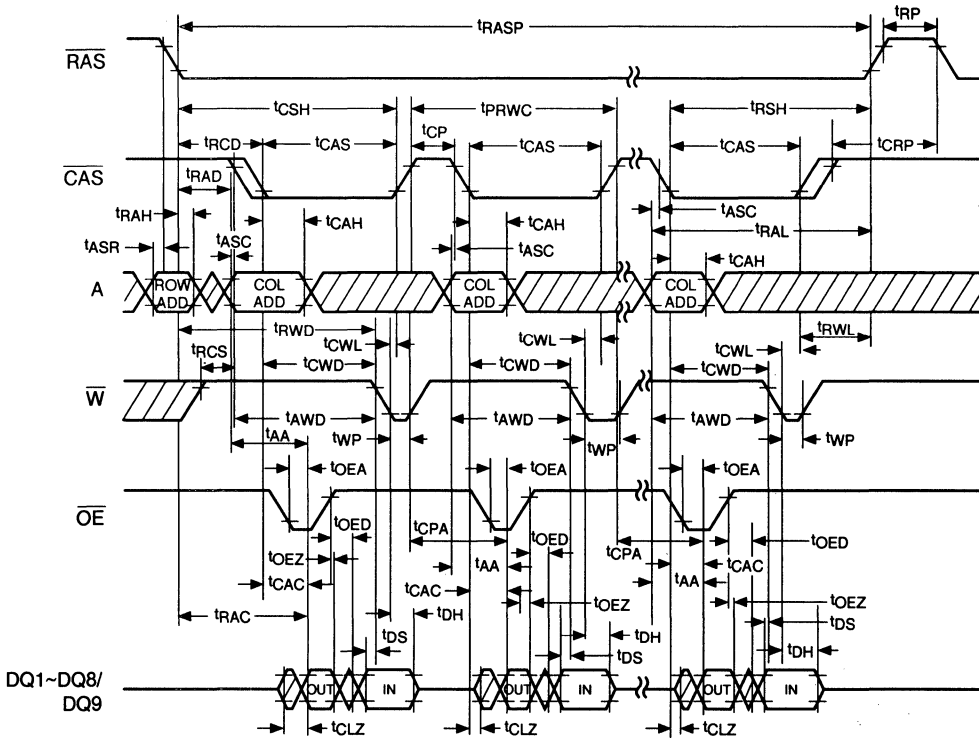 tRASP
tRP
RAS
tCSH
tPRWC
tRSH
tRCD
tCAS
tCP
tCAS
tCAS
tCRP
CAS
tRAD
tRAH
tCAH
tCAH
tASC
tASR
tASC
tASC
tRAL
tCAH
A
ROW ADD
COL ADD
COL ADD
COL ADD
tRWD
tRWL
tRCS
tCWL
tCWL
tCWL
tCWD
tCWD
tCWD
W
tAWD
tAWD
tAWD
tAA
tWP
tWP
tWP
tOEA
tOEA
tOEA
OE
tOED
tCPA
tOED
tCPA
tOED
tOEZ
tAA
tCAC
tCAC
tCAC
tAA
tOEZ
tOEZ
tRAC
tDH
tDS
tDS
tDH
tDS
tDH
DQ1~DQ8/
DQ9
OUT
IN
OUT
IN
OUT
IN
tCLZ
tCLZ
tCLZ